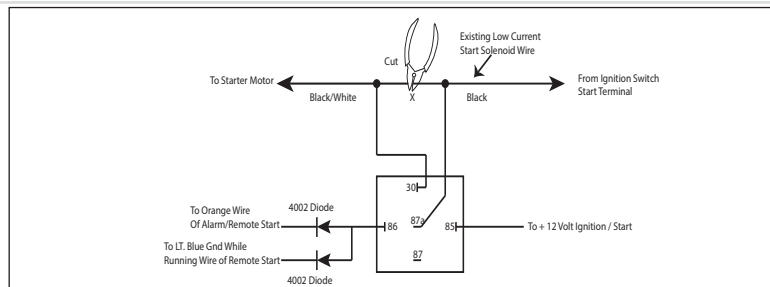 Existing Low Current
Start Solenoid Wire
Cut
To Starter Motor
From Ignition Switch
Start Terminal
Black/White
X
Black
30
To Orange Wire
Of Alarm/Remote Start
4002 Diode
87a
86
85
To + 12 Volt Ignition / Start
To LT. Blue Gnd While
Running Wire of Remote Start
87
4002 Diode